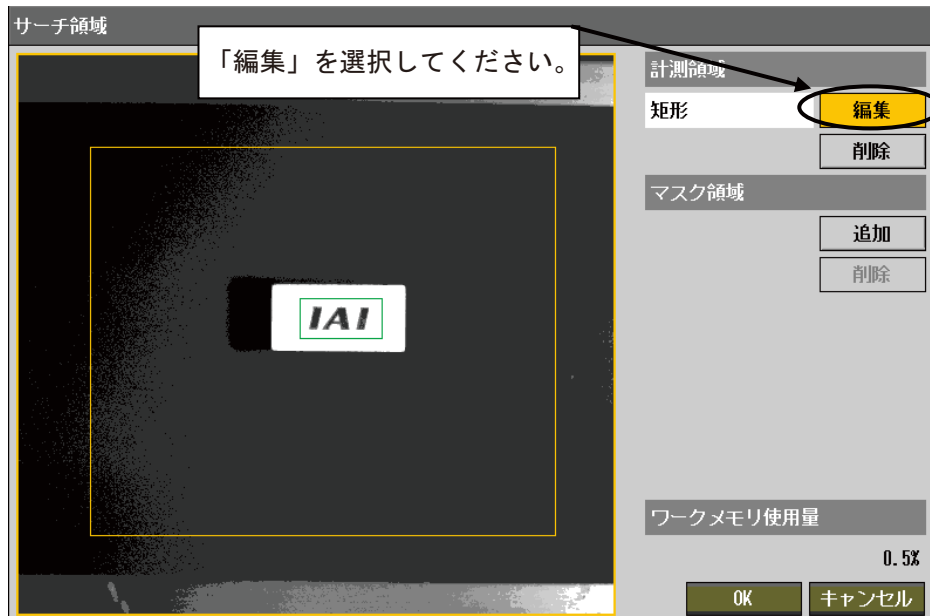 サーチ領域
「編集」を選択してください。
計測領域
矩形
編集
削除
マスク領域
追加
削除
IAI
ワークメモリ使用量
0.5%
OK
キャンセル